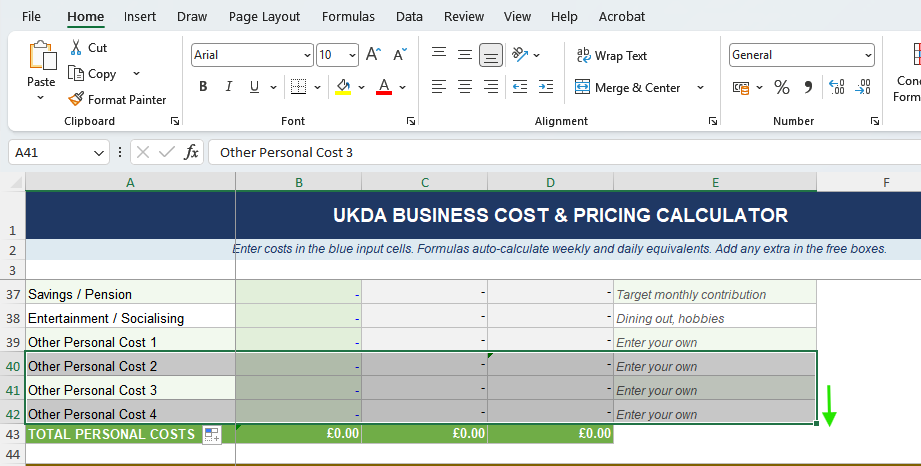 File Home Insert Draw Page Layout Formulas Data Review View Help Acrobat
Paste
Cut
Copy
Format Painter
Clipboard
Arial 10 A A
B I U A
Font
ab Wrap Text
Merge & Center
Alignment
General
% 9 .00 .00
Number
Con
Form
A41 fx Other Personal Cost 3
A B C D E F
1 UKDA BUSINESS COST & PRICING CALCULATOR
2 Enter costs in the blue input cells. Formulas auto-calculate weekly and daily equivalents. Add any extra in the free boxes.
3
37 Savings / Pension - - - Target monthly contribution
38 Entertainment / Socialising - - - Dining out, hobbies
39 Other Personal Cost 1 - - - Enter your own
40 Other Personal Cost 2 - - - Enter your own
41 Other Personal Cost 3 - - - Enter your own
42 Other Personal Cost 4 - - - Enter your own
43 TOTAL PERSONAL COSTS £0.00 £0.00 £0.00
44